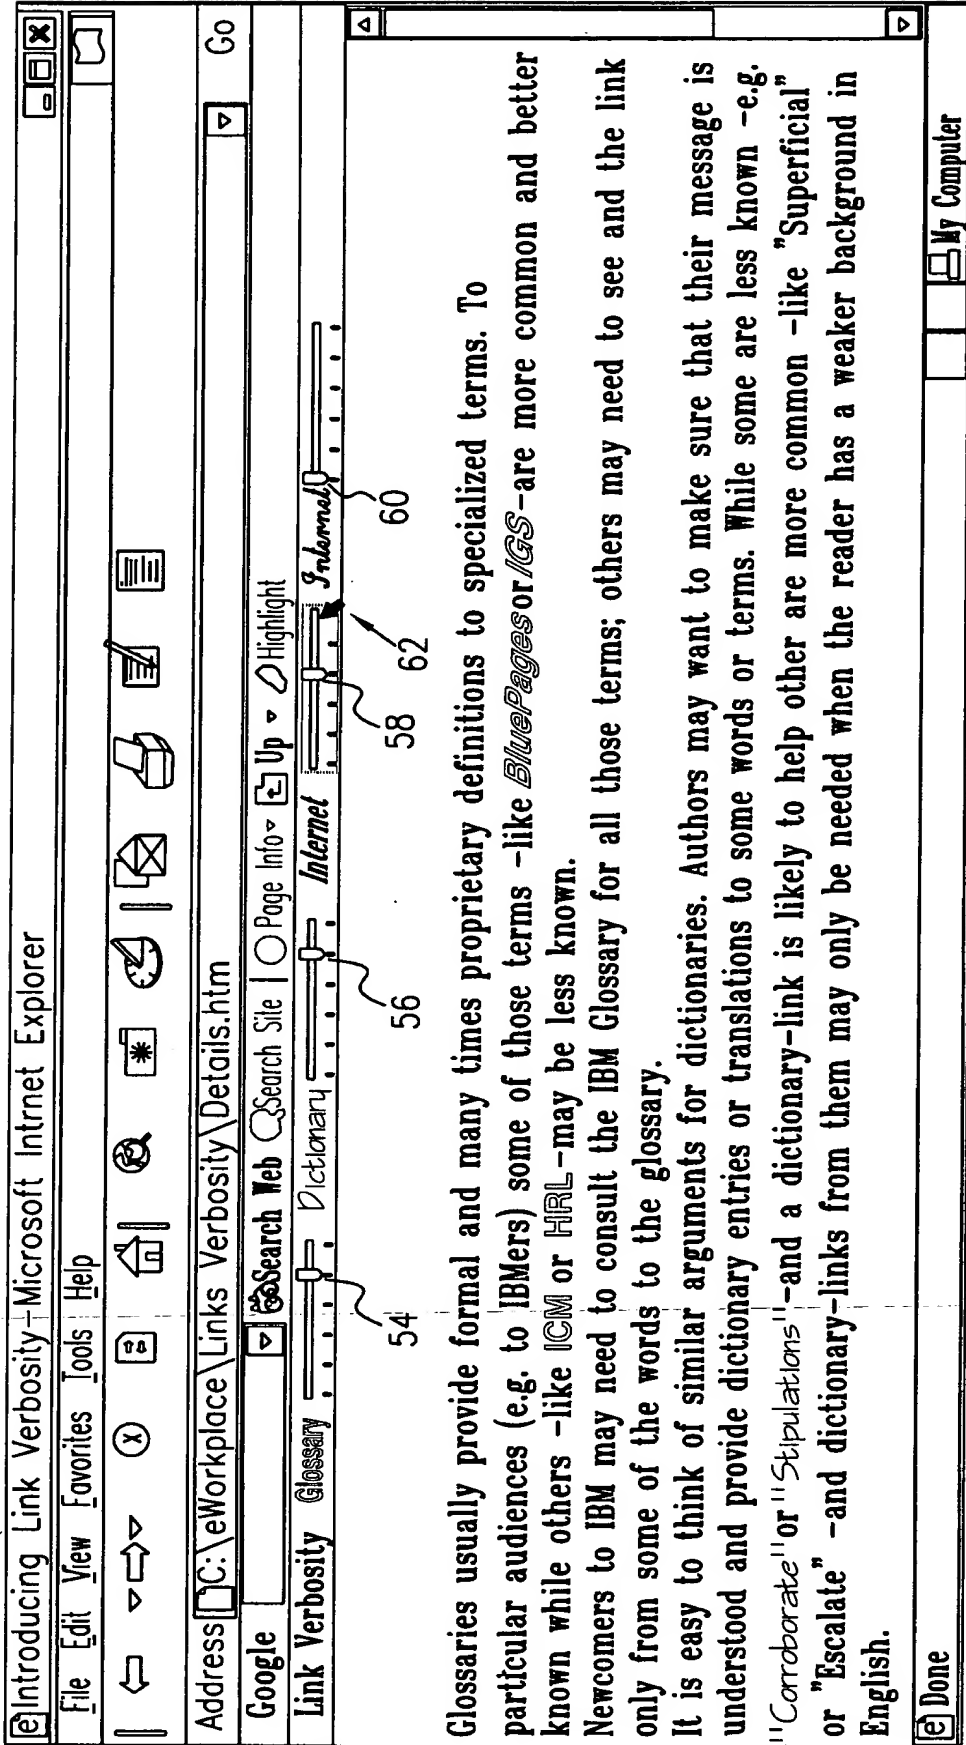 Introducing Link Verbosity-Microsoft Intrnet Explorer
File Edit View Favorites Tools Help
Address C:\eWorkplace\Links Verbosity\Details.htm Go
Google Search Web Search Site | Page Info Up Highlight
Link Verbosity Glossary Dictionary Internet Internet
54 56 58 62 60
Glossaries usually provide formal and many times proprietary definitions to specialized terms. To
particular audiences (e.g. to IBMers) some of those terms -like BluePages or IGS-are more common and better
known while others -like ICM or HRL-may be less known.
Newcomers to IBM may need to consult the IBM Glossary for all those terms; others may need to see and the link
only from some of the words to the glossary.
It is easy to think of similar arguments for dictionaries. Authors may want to make sure that their message is
understood and provide dictionary entries or translations to some words or terms. While some are less known -e.g.
"Corroborate" or "Stipulations"-and a dictionary-link is likely to help other are more common -like "Superficial"
or "Escalate" -and dictionary-links from them may only be needed when the reader has a weaker background in
English.
Done My Computer